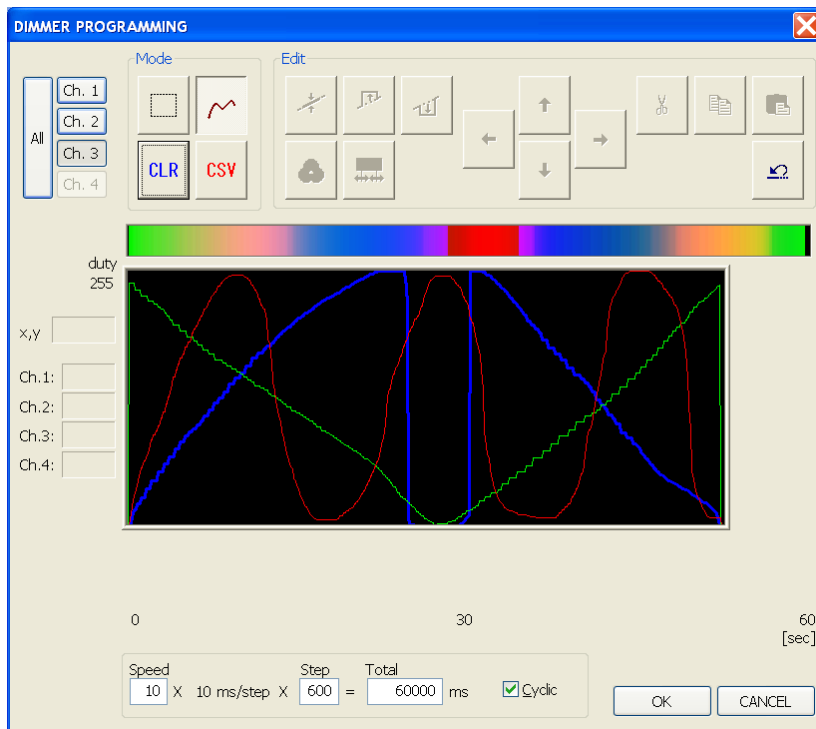 DIMMER PROGRAMMING
Mode
Edit
All
Ch. 1
Ch. 2
Ch. 3
Ch. 4
CLR
CSV
duty
255
x,y
Ch.1:
Ch.2:
Ch.3:
Ch.4:
0
30
60
[sec]
Speed
Step
Total
10 X 10 ms/step X 600 = 60000 ms
Cyclic
OK
CANCEL